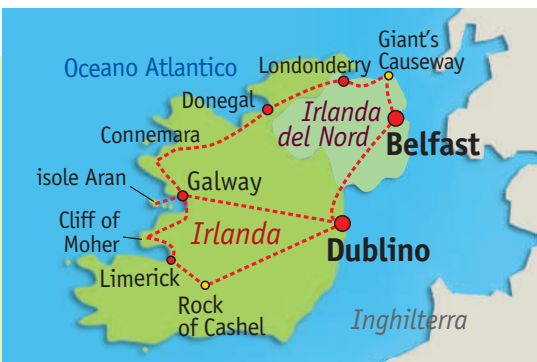 Giant's
Causeway
Oceano Atlantico
Londonderry
Donegal
Irlanda
del Nord
Belfast
Connemara
isole Aran
Galway
Cliff of
Moher
Irlanda
Dublino
Limerick
Rock
of Cashel
Inghilterra